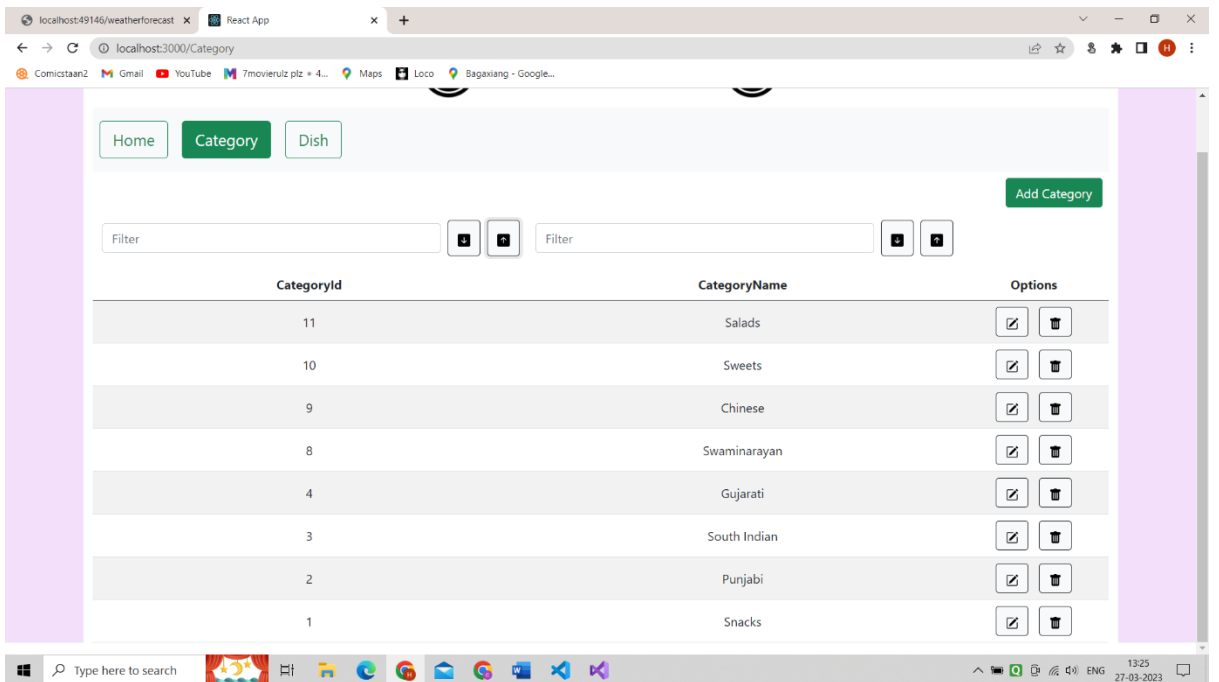 localhost:49146/weatherforecast
React App
localhost:3000/Category
H
Comicstaan2 Gmail YouTube 7movierulz plz * 4... Maps Loco Bagaxiang - Google...
Home Category Dish
Add Category
Filter Filter
CategoryId CategoryName Options
11 Salads
10 Sweets
9 Chinese
8 Swaminarayan
4 Gujarati
3 South Indian
2 Punjabi
1 Snacks
Type here to search
ENG
13:25
27-03-2023